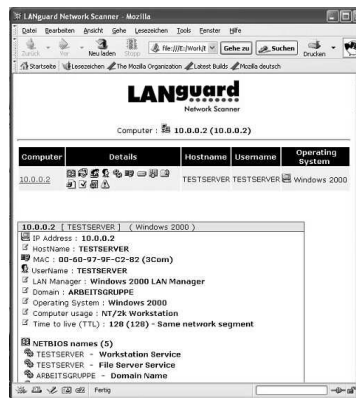 LANguard Network Scanner - Mozilla
Datei Bearbeiten Ansicht Gehe Lesezeichen Tools Fenster Hilfe
Zurück Vor Neu laden Stopp file:///E:/Work/t Gehe zu Suchen Drucken
Startseite Lesezeichen The Mozilla Organization Latest Builds Mozilla deutsch
LANguard
Network Scanner
Computer : 10.0.0.2 (10.0.0.2)
Computer Details Hostname Username Operating System
10.0.0.2 TESTSERVER TESTSERVER Windows 2000
10.0.0.2 [ TESTSERVER ] ( Windows 2000 )
IP Address : 10.0.0.2
HostName : TESTSERVER
MAC : 00-60-97-9F-C2-82 (3Com)
UserName : TESTSERVER
LAN Manager : Windows 2000 LAN Manager
Domain : ARBEITSGRUPPE
Operating System : Windows 2000
Computer usage : NT/2k Workstation
Time to live (TTL) : 128 (128) - Same network segment
NETBIOS names (5)
TESTSERVER - Workstation Service
TESTSERVER - File Server Service
ARBEITSGRUPPE - Domain Name
Fertig